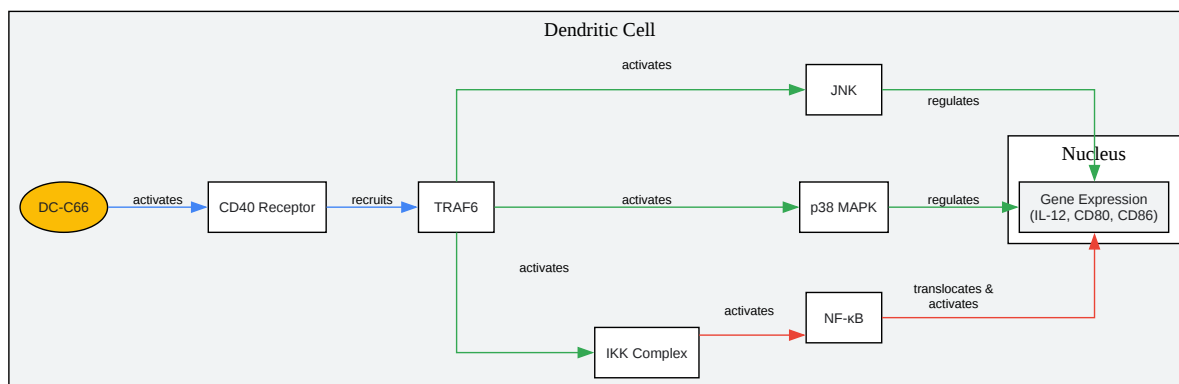 Dendritic Cell
activates
JNK
regulates
Nucleus
DC-C66
activates
CD40 Receptor
recruits
TRAF6
activates
p38 MAPK
regulates
Gene Expression
(IL-12, CD80, CD86)
activates
translocates &
activates
activates
NF-κB
IKK Complex